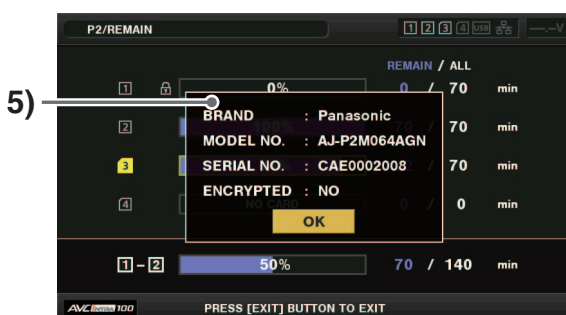 P2/REMAIN 1 2 3 4 USB --.-V
REMAIN / ALL
1 0% 0 / 70 min
5)
BRAND : Panasonic
2 / 70 min
MODEL NO. : AJ-P2M064AGN
3 SERIAL NO. : CAE0002008 / 70 min
ENCRYPTED : NO
4 NO CARD 0 / 0 min
OK
1 - 2 50% 70 / 140 min
AVC INTRA 100 PRESS [EXIT] BUTTON TO EXIT